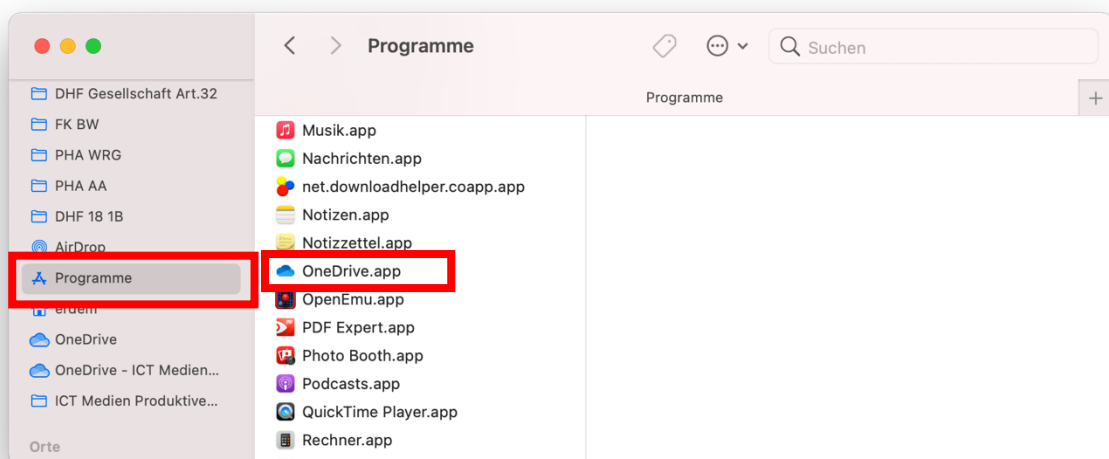 Programme
Suchen
Programme
DHF Gesellschaft Art.32
FK BW
PHA WRG
PHA AA
DHF 18 1B
AirDrop
Programme
erdem
OneDrive
OneDrive - ICT Medien...
ICT Medien Produktive...
Orte
Musik.app
Nachrichten.app
net.downloadhelper.coapp.app
Notizen.app
Notizzettel.app
OneDrive.app
OpenEmu.app
PDF Expert.app
Photo Booth.app
Podcasts.app
QuickTime Player.app
Rechner.app